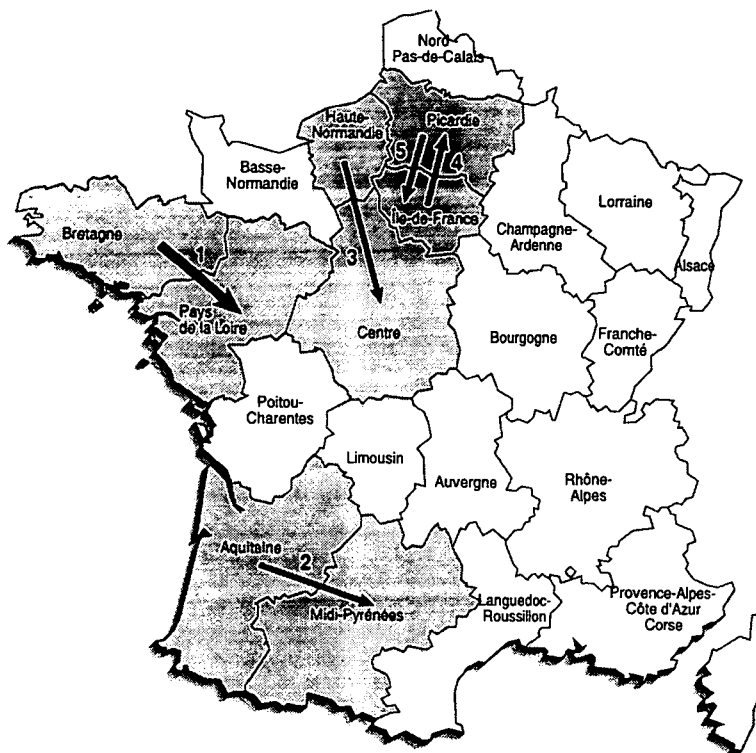 Nord
Pas-de-Calais
Haute-
Normandie
Picardie
5
4
Basse-
Normandie
Île-de-France
Lorraine
Champagne-
Ardenne
Alsace
Bretagne
1
3
Pays
de la Loire
Centre
Bourgogne
Franche-
Comté
Poitou-
Charentes
Limousin
Auvergne
Rhône-
Alpes
Aquitaine
2
Midi-Pyrénées
Languedoc-
Roussillon
Provence-Alpes-
Côte d'Azur
Corse